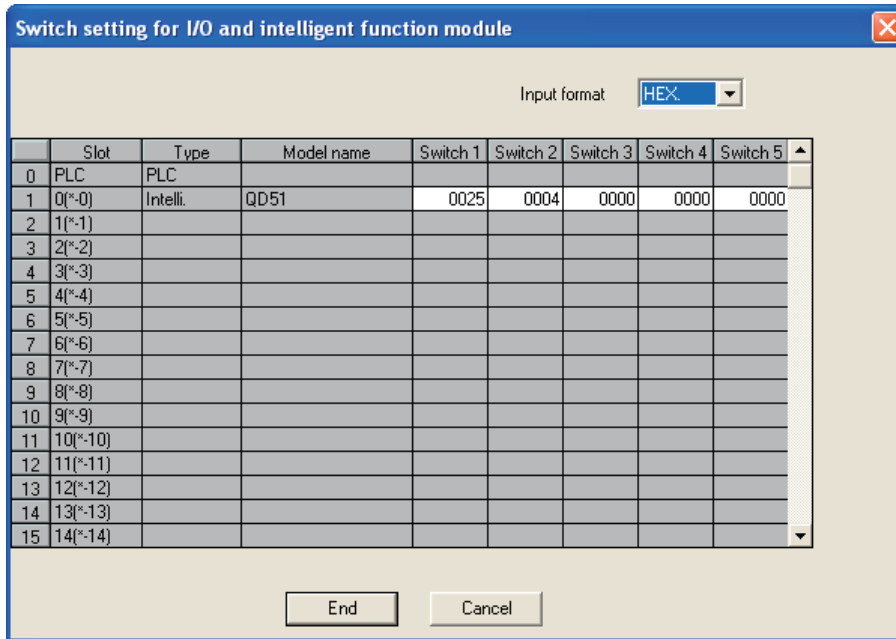 Switch setting for I/O and intelligent function module
Input format HEX.
Slot Type Model name Switch 1 Switch 2 Switch 3 Switch 4 Switch 5
0 PLC PLC
1 0(*-0) Intelli. QD51 0025 0004 0000 0000 0000
2 1(*-1)
3 2(*-2)
4 3(*-3)
5 4(*-4)
6 5(*-5)
7 6(*-6)
8 7(*-7)
9 8(*-8)
10 9(*-9)
11 10(*-10)
12 11(*-11)
13 12(*-12)
14 13(*-13)
15 14(*-14)
End Cancel